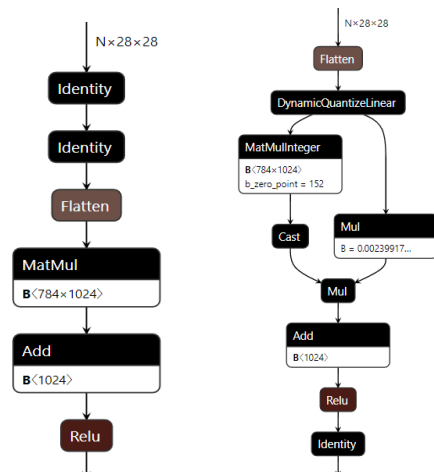 N×28×28
Identity
Identity
Flatten
MatMul
B⟨784×1024⟩
Add
B⟨1024⟩
Relu
N×28×28
Flatten
DynamicQuantizeLinear
MatMulInteger
B⟨784×1024⟩
b_zero_point = 152
Mul
B = 0.00239917...
Cast
Mul
Add
B⟨1024⟩
Relu
Identity